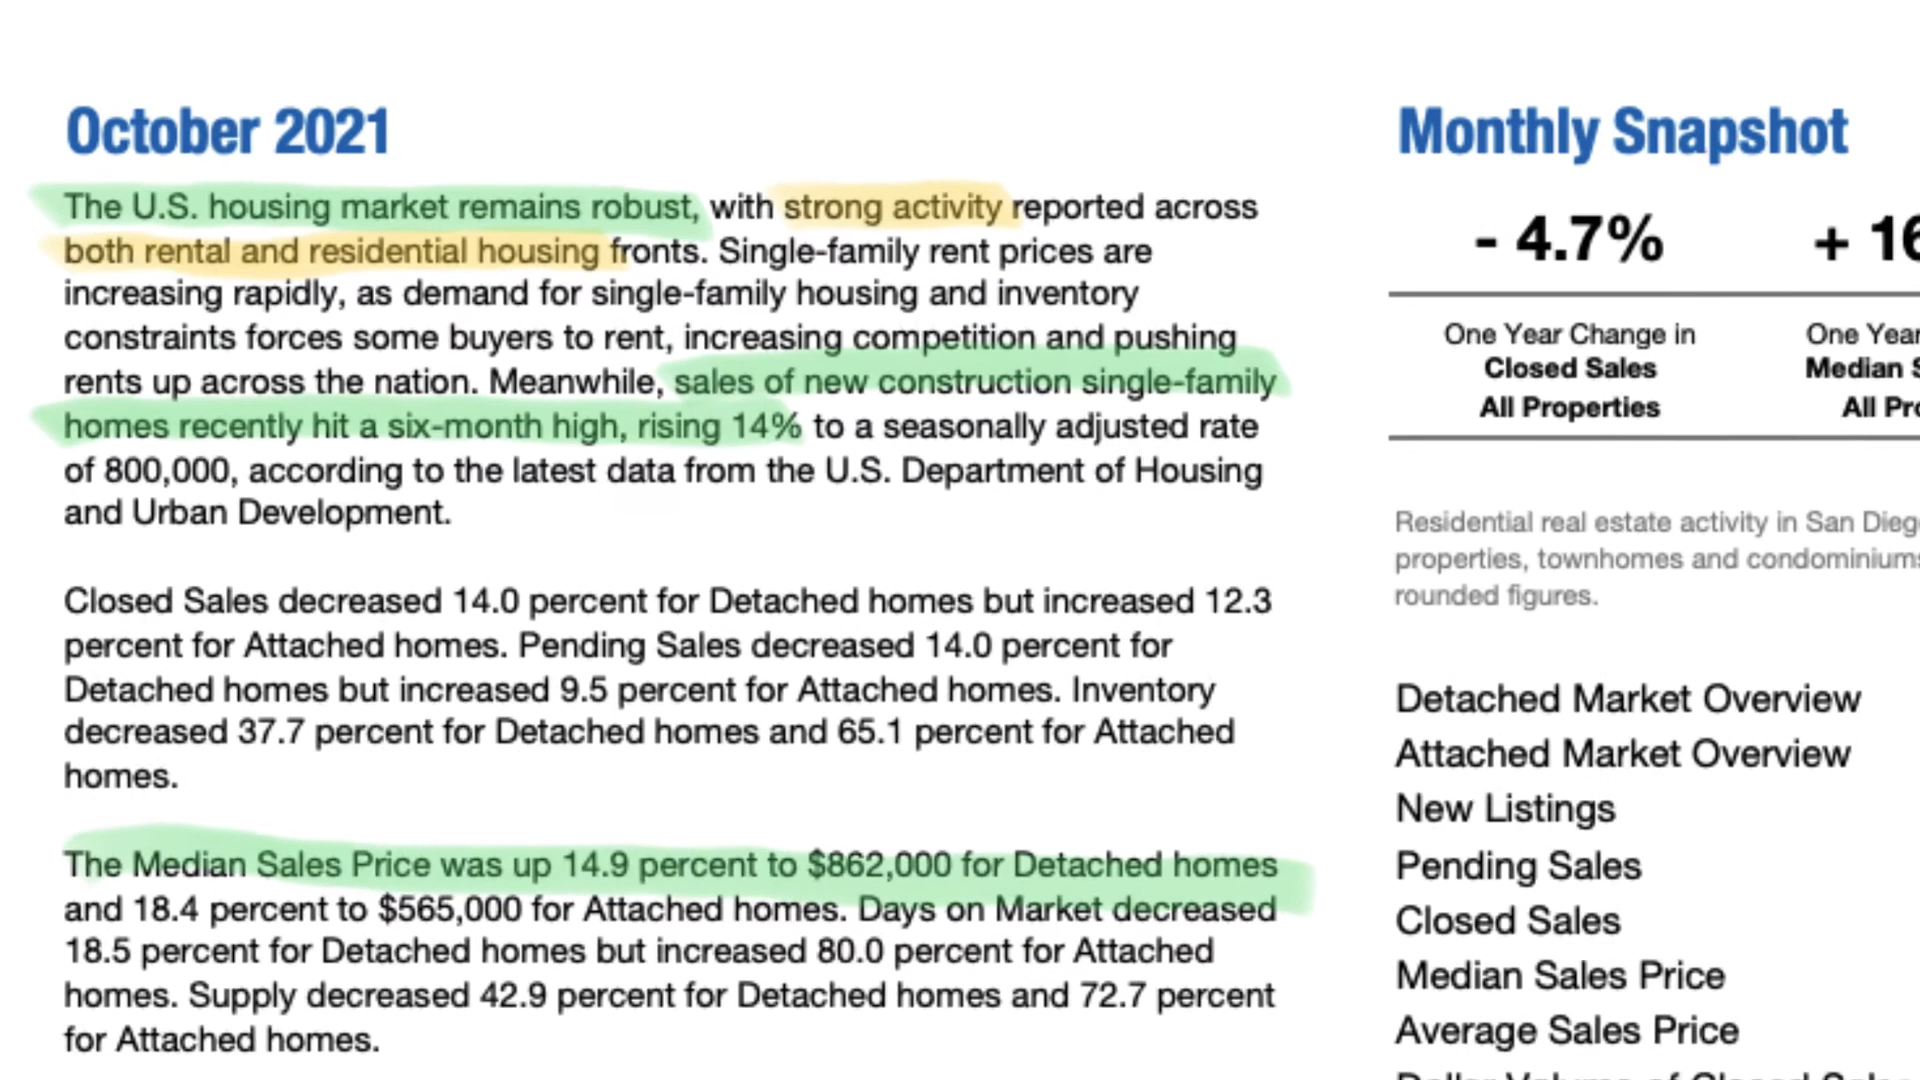 October 2021
The U.S. housing market remains robust, with strong activity reported across
both rental and residential housing fronts. Single-family rent prices are
increasing rapidly, as demand for single-family housing and inventory
constraints forces some buyers to rent, increasing competition and pushing
rents up across the nation. Meanwhile, sales of new construction single-family
homes recently hit a six-month high, rising 14% to a seasonally adjusted rate
of 800,000, according to the latest data from the U.S. Department of Housing
and Urban Development.
Closed Sales decreased 14.0 percent for Detached homes but increased 12.3
percent for Attached homes. Pending Sales decreased 14.0 percent for
Detached homes but increased 9.5 percent for Attached homes. Inventory
decreased 37.7 percent for Detached homes and 65.1 percent for Attached
homes.
The Median Sales Price was up 14.9 percent to $862,000 for Detached homes
and 18.4 percent to $565,000 for Attached homes. Days on Market decreased
18.5 percent for Detached homes but increased 80.0 percent for Attached
homes. Supply decreased 42.9 percent for Detached homes and 72.7 percent
for Attached homes.
Monthly Snapshot
- 4.7% + 16
One Year Change in One Year
Closed Sales Median
All Properties All
Residential real estate activity in San
properties, townhomes and condominiums
rounded figures.
Detached Market Overview
Attached Market Overview
New Listings
Pending Sales
Closed Sales
Median Sales Price
Average Sales Price